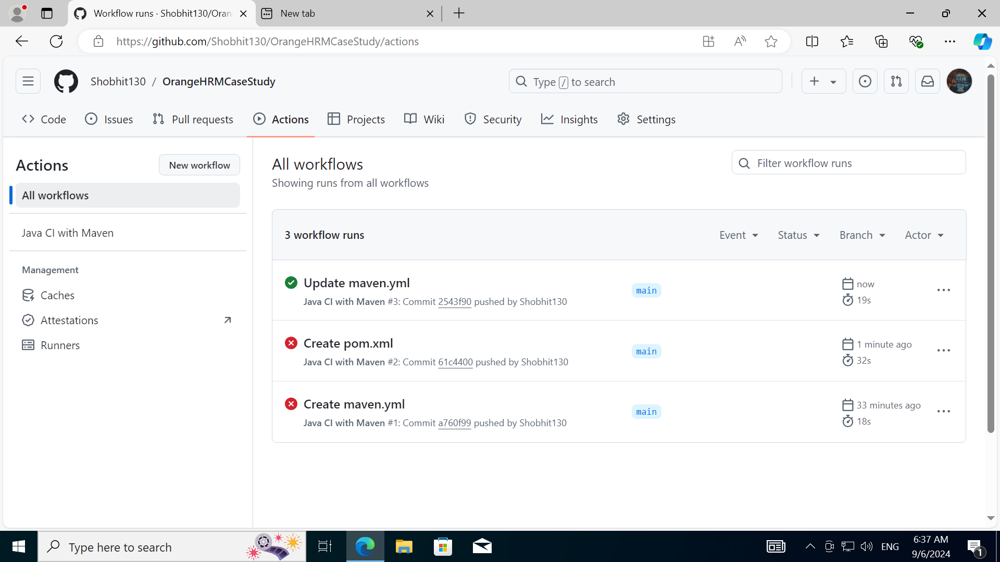 Workflow runs · Shobhit130/Oran
New tab
https://github.com/Shobhit130/OrangeHRMCaseStudy/actions
Shobhit130 / OrangeHRMCaseStudy
Type / to search
Code
Issues
Pull requests
Actions
Projects
Wiki
Security
Insights
Settings
Actions
New workflow
All workflows
Java CI with Maven
Management
Caches
Attestations
Runners
All workflows
Showing runs from all workflows
Filter workflow runs
3 workflow runs
Event
Status
Branch
Actor
Update maven.yml
Java CI with Maven #3: Commit 2543f90 pushed by Shobhit130
main
now
19s
Create pom.xml
Java CI with Maven #2: Commit 61c4400 pushed by Shobhit130
main
1 minute ago
32s
Create maven.yml
Java CI with Maven #1: Commit a760f99 pushed by Shobhit130
main
33 minutes ago
18s
Type here to search
ENG
6:37 AM
9/6/2024
1